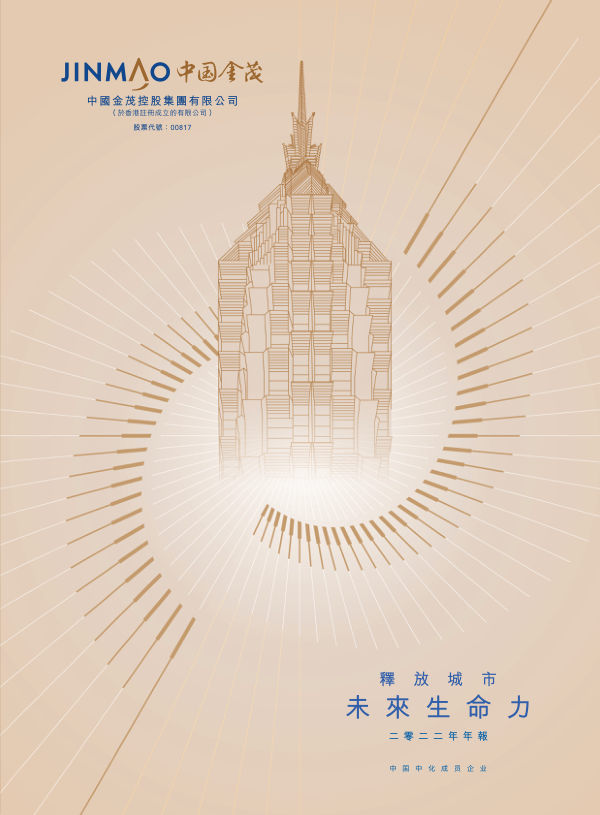 JINMAO 中国金茂
中國金茂控股集團有限公司
（於香港註冊成立的有限公司）
股票代號：00817
釋放城市
未來生命力
二零二二年年報
中国中化成员企业